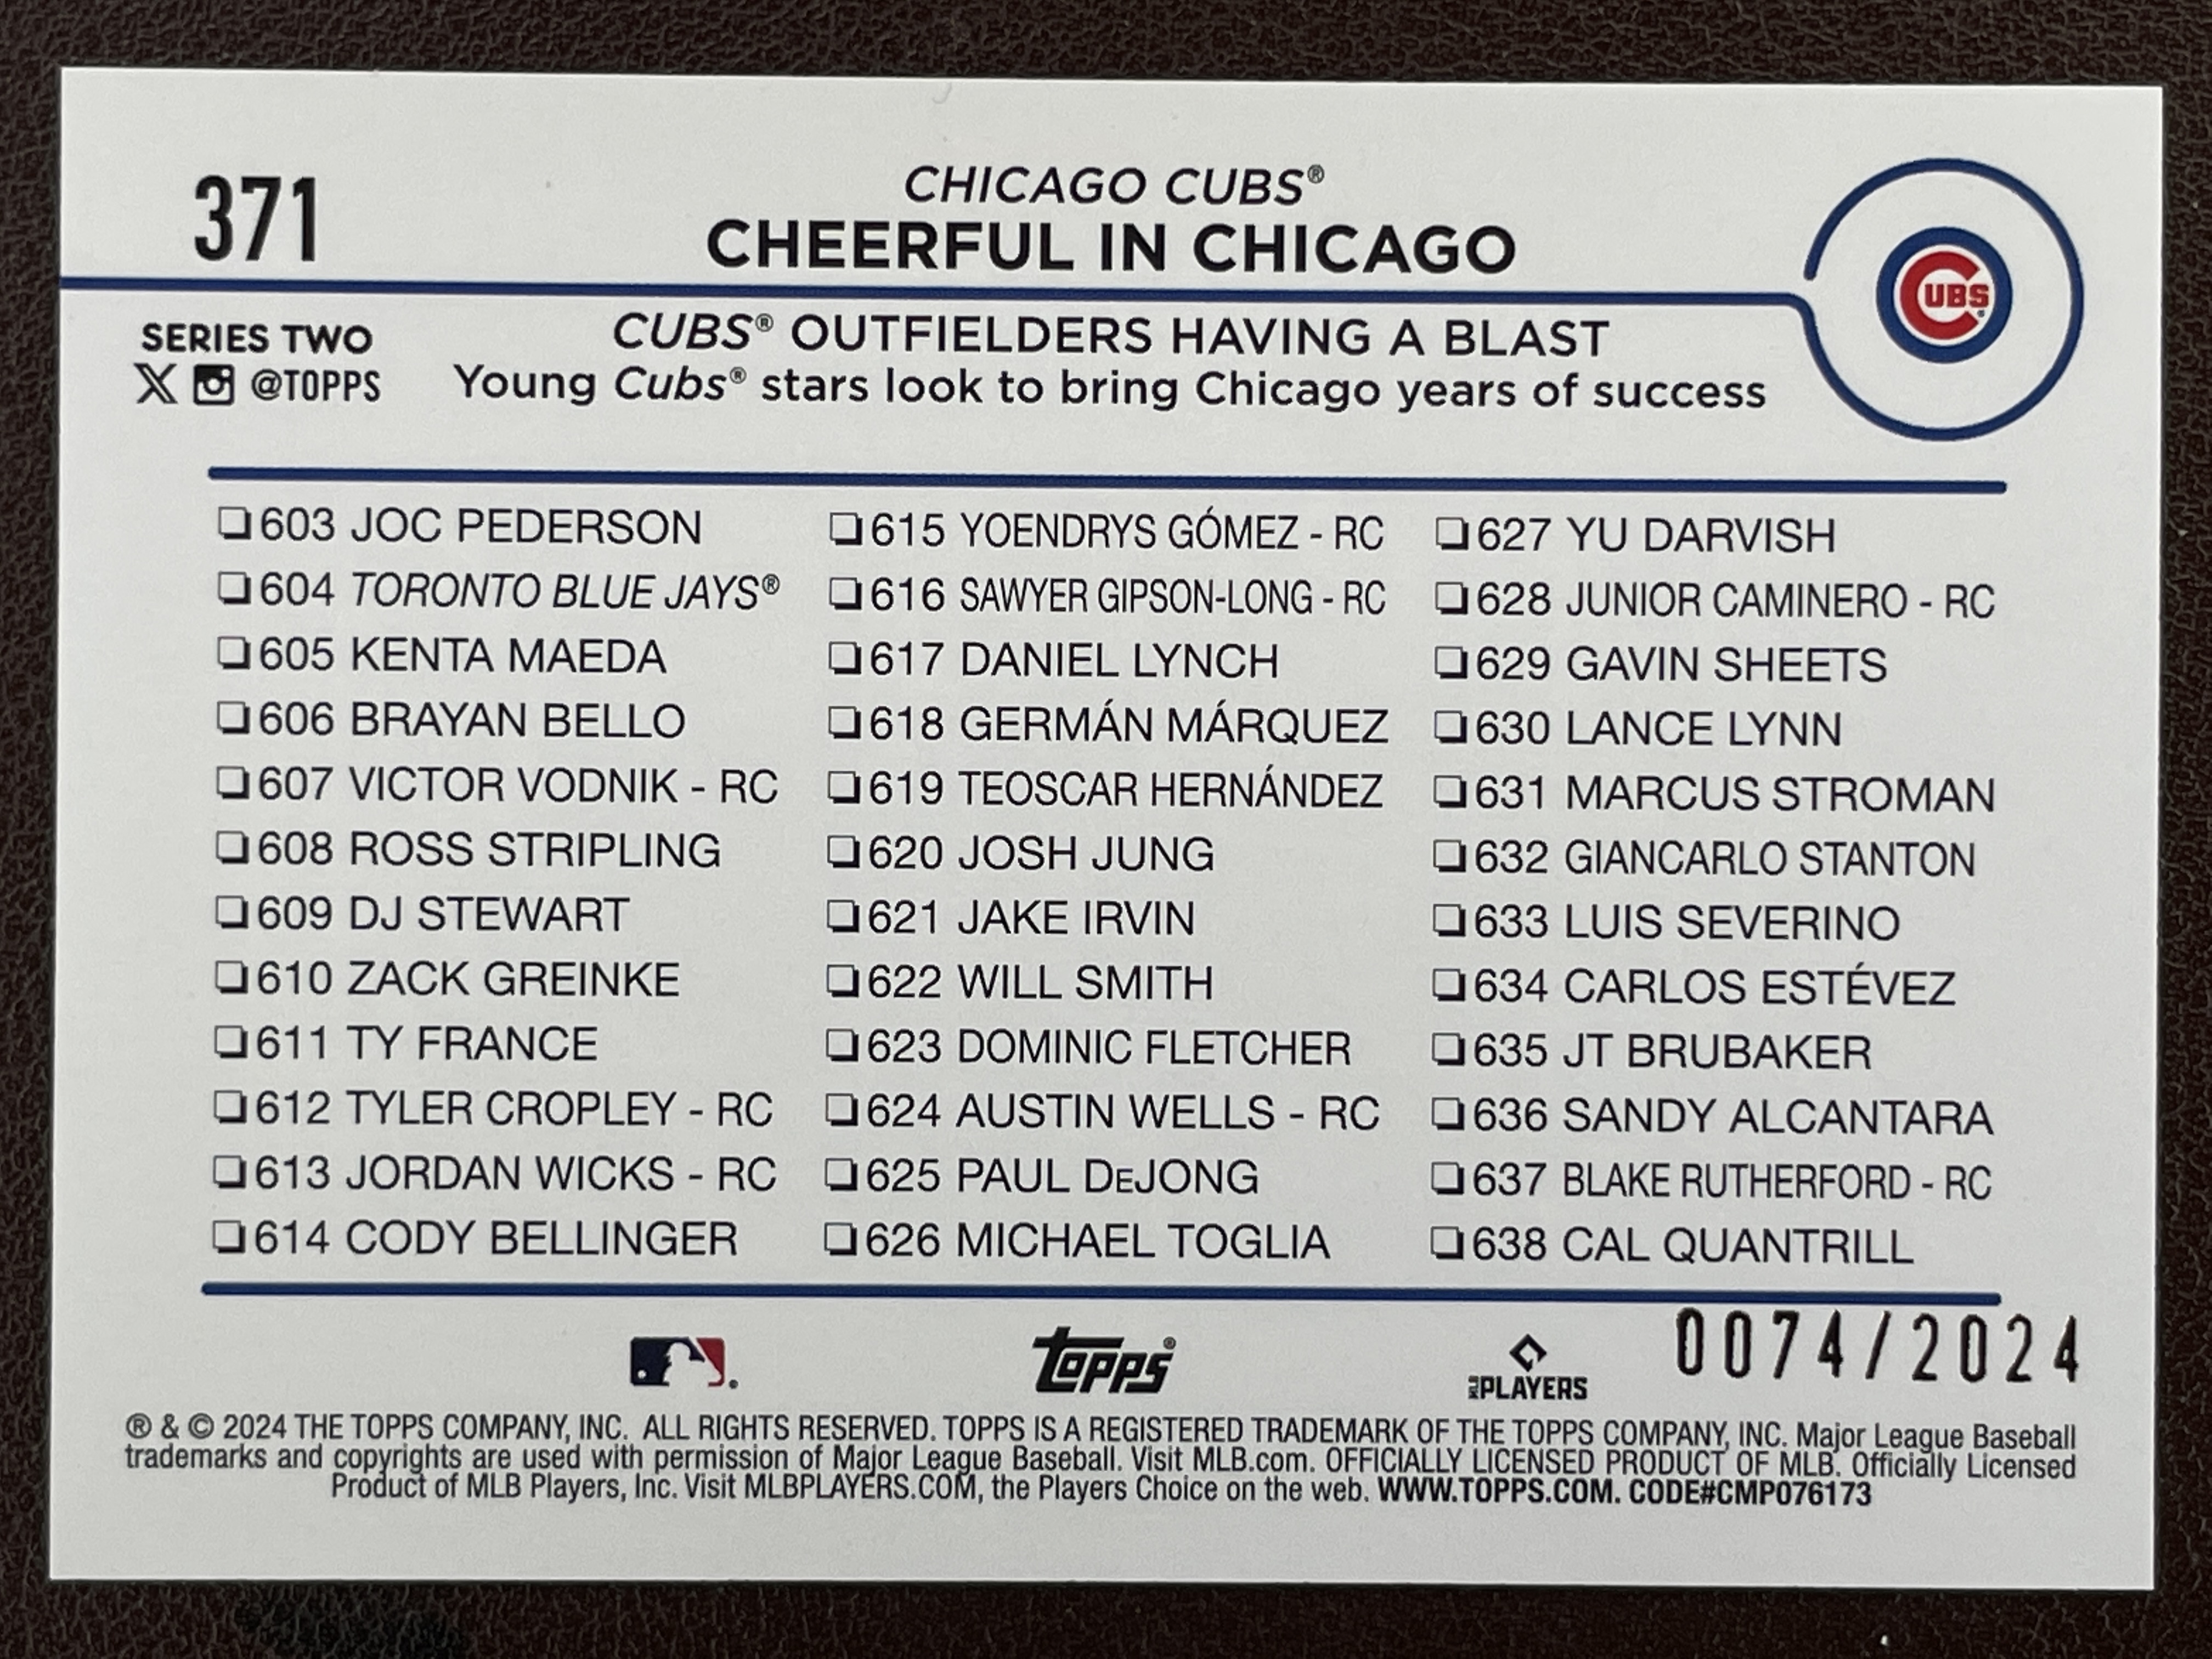 371
CHICAGO CUBS®
CHEERFUL IN CHICAGO
CUBS®
SERIES TWO
X @TOPPS
CUBS® OUTFIELDERS HAVING A BLAST
Young Cubs® stars look to bring Chicago years of success
603 JOC PEDERSON
604 TORONTO BLUE JAYS®
605 KENTA MAEDA
606 BRAYAN BELLO
607 VICTOR VODNIK - RC
608 ROSS STRIPLING
609 DJ STEWART
610 ZACK GREINKE
611 TY FRANCE
612 TYLER CROPLEY - RC
613 JORDAN WICKS - RC
614 CODY BELLINGER
615 YOENDRYS GÓMEZ - RC
616 SAWYER GIPSON-LONG - RC
617 DANIEL LYNCH
618 GERMÁN MÁRQUEZ
619 TEOSCAR HERNÁNDEZ
620 JOSH JUNG
621 JAKE IRVIN
622 WILL SMITH
623 DOMINIC FLETCHER
624 AUSTIN WELLS - RC
625 PAUL DEJONG
626 MICHAEL TOGLIA
627 YU DARVISH
628 JUNIOR CAMINERO - RC
629 GAVIN SHEETS
630 LANCE LYNN
631 MARCUS STROMAN
632 GIANCARLO STANTON
633 LUIS SEVERINO
634 CARLOS ESTÉVEZ
635 JT BRUBAKER
636 SANDY ALCANTARA
637 BLAKE RUTHERFORD - RC
638 CAL QUANTRILL
topps®
MLB PLAYERS
0074/2024
® & © 2024 THE TOPPS COMPANY, INC. ALL RIGHTS RESERVED. TOPPS IS A REGISTERED TRADEMARK OF THE TOPPS COMPANY, INC. Major League Baseball
trademarks and copyrights are used with permission of Major League Baseball. Visit MLB.com. OFFICIALLY LICENSED PRODUCT OF MLB. Officially Licensed
Product of MLB Players, Inc. Visit MLBPLAYERS.COM, the Players Choice on the web. WWW.TOPPS.COM. CODE#CMP076173